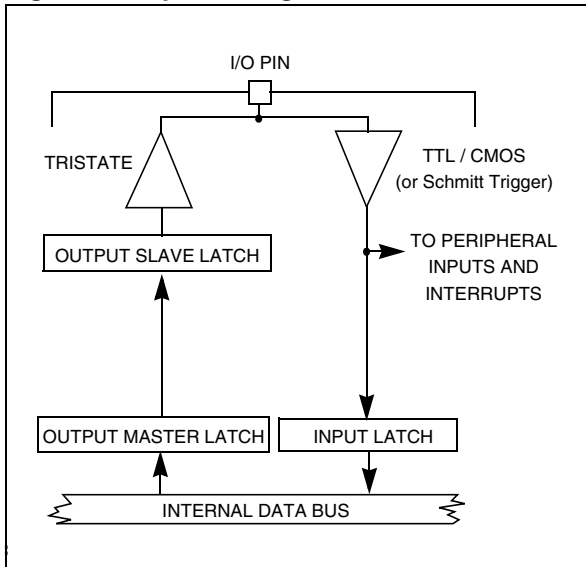 I/O PIN
TRISTATE
TTL / CMOS
(or Schmitt Trigger)
OUTPUT SLAVE LATCH
TO PERIPHERAL
INPUTS AND
INTERRUPTS
OUTPUT MASTER LATCH
INPUT LATCH
INTERNAL DATA BUS